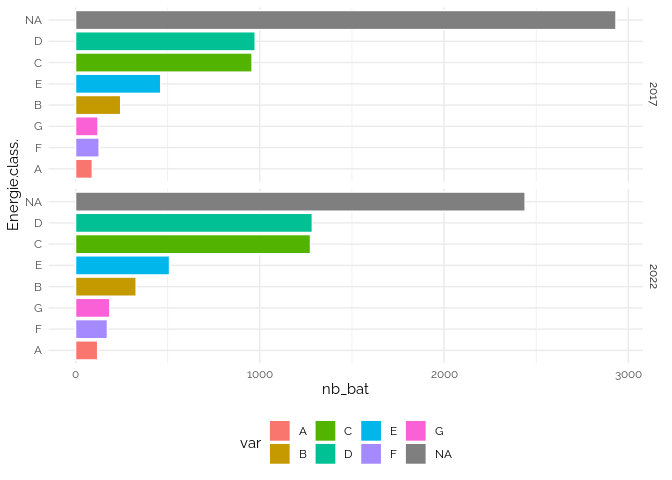 Energie.class.
NA
D
C
E
B
G
F
A
2017
NA
D
C
E
B
G
F
A
2022
0 1000 2000 3000
nb_bat
var
A C E G
B D F NA